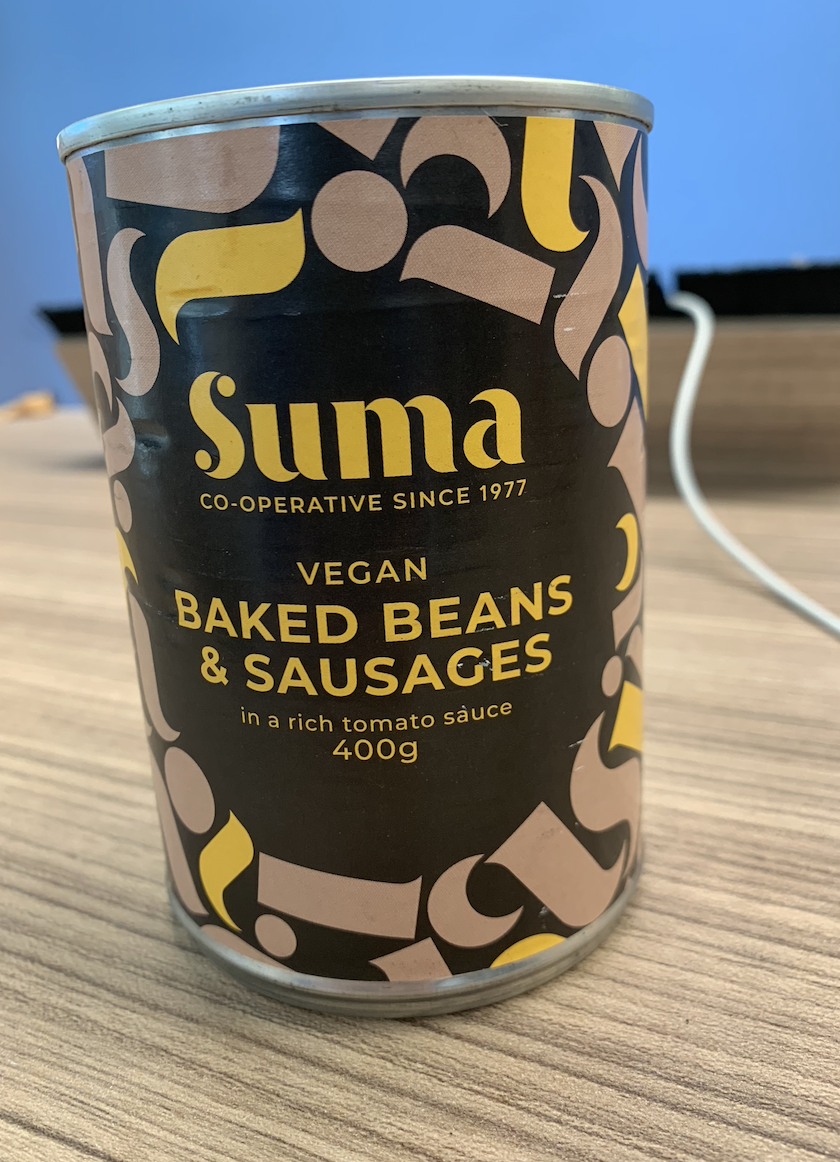 Suma
CO-OPERATIVE SINCE 1977
VEGAN
BAKED BEANS
& SAUSAGES
in a rich tomato sauce
400g